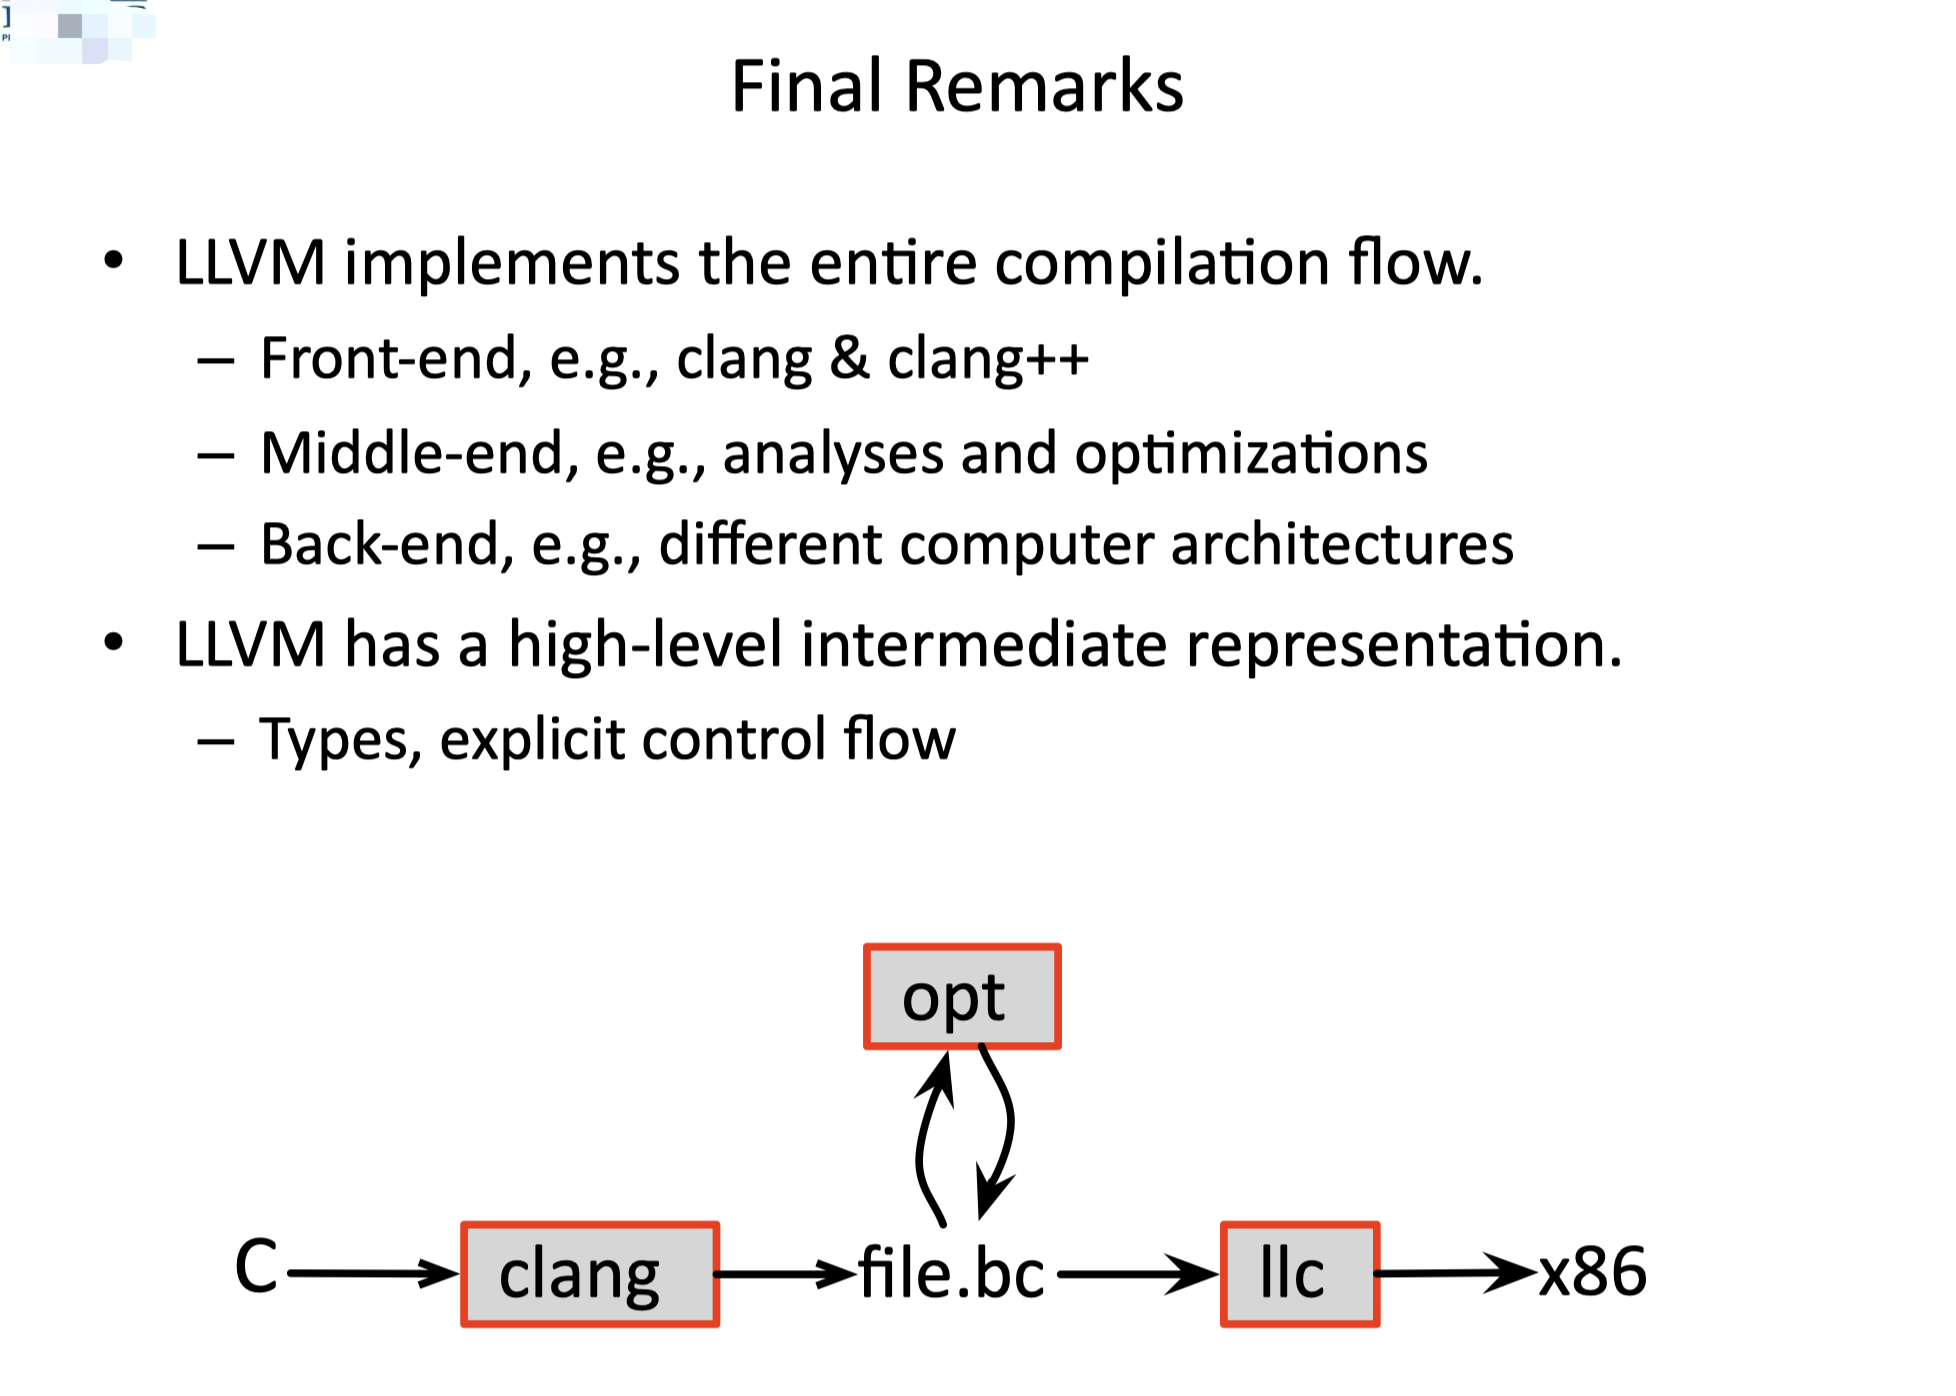 Final Remarks
• LLVM implements the entire compilation flow.
– Front-end, e.g., clang & clang++
– Middle-end, e.g., analyses and optimizations
– Back-end, e.g., different computer architectures
• LLVM has a high-level intermediate representation.
– Types, explicit control flow
opt
C
clang
file.bc
llc
x86